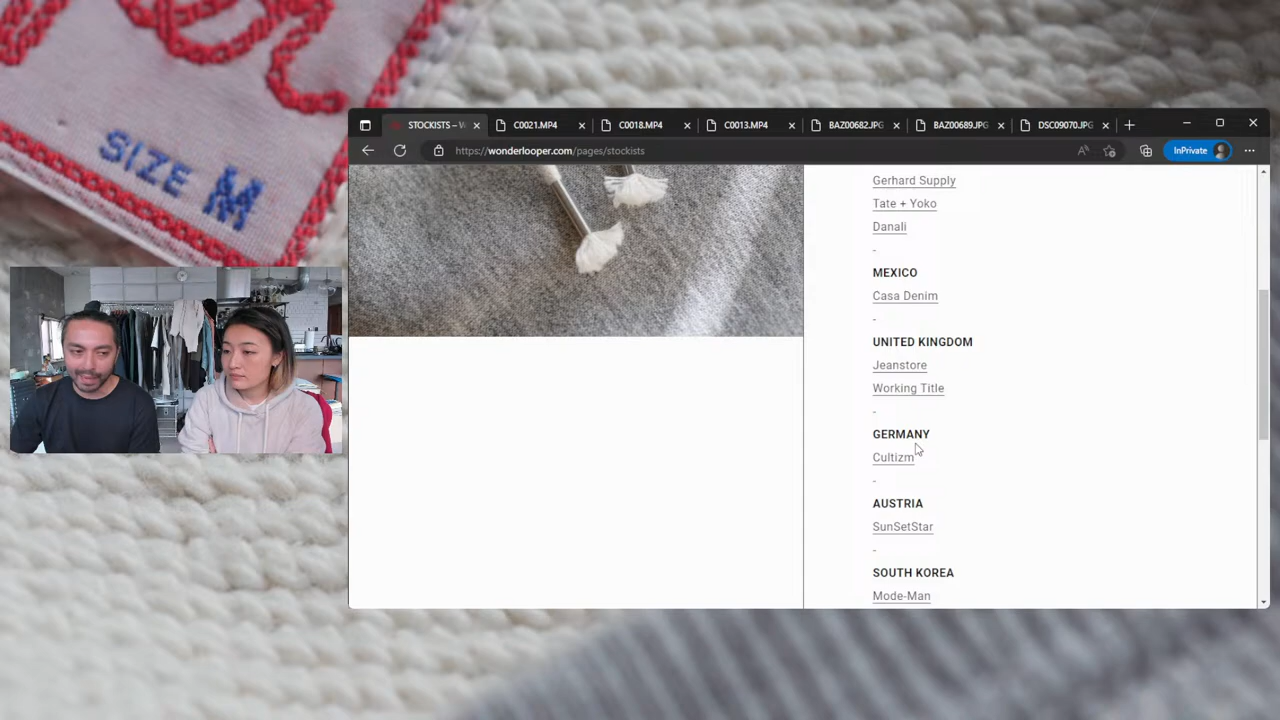 SIZE M
STOCKISTS – W
C0021.MP4
C0018.MP4
C0013.MP4
BAZ00682.JPG
BAZ00689.JPG
DSC09070.JPG
https://wonderlooper.com/pages/stockists
InPrivate
Gerhard Supply
Tate + Yoko
Danali
-
MEXICO
Casa Denim
-
UNITED KINGDOM
Jeanstore
Working Title
-
GERMANY
Cultizm
-
AUSTRIA
SunSetStar
-
SOUTH KOREA
Mode-Man